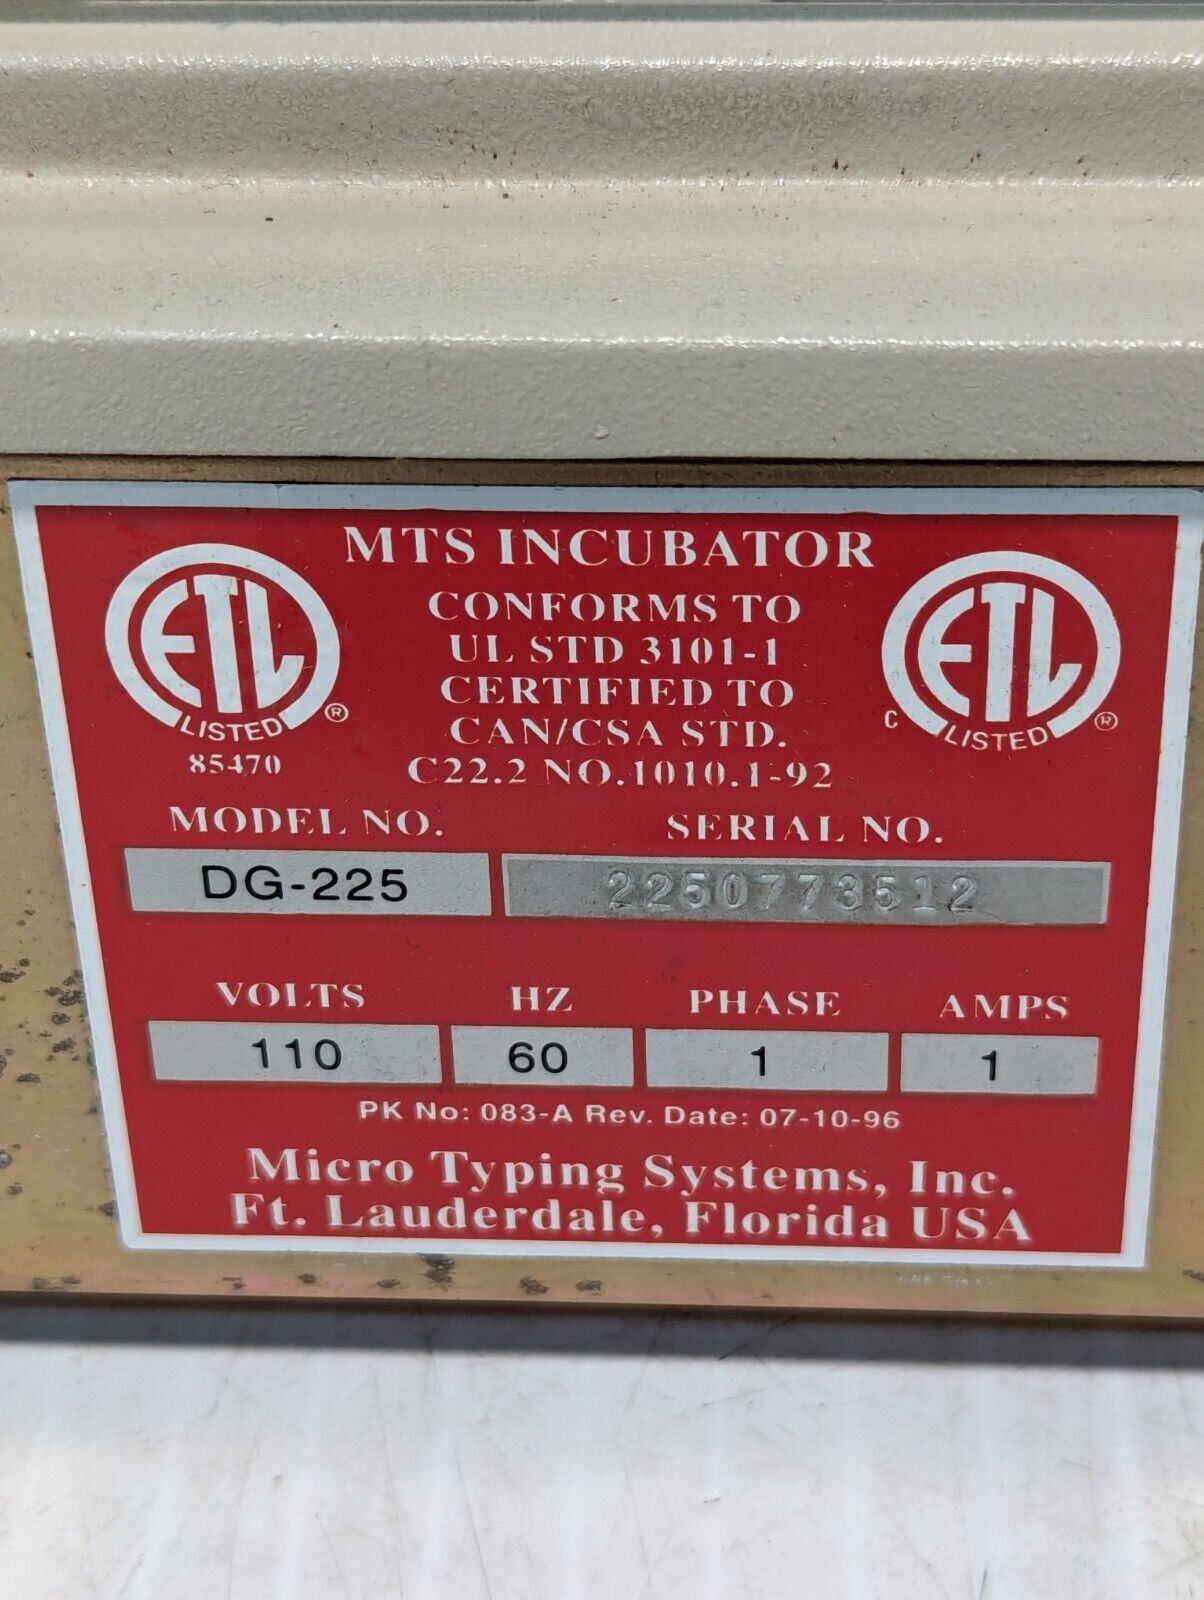 MTS INCUBATOR
CONFORMS TO
UL STD 3101-1
CERTIFIED TO
CAN/CSA STD.
C22.2 NO.1010.1-92
ETL
LISTED ®
85470
ETL
C LISTED ®
MODEL NO. SERIAL NO.
DG-225 2250773512
VOLTS HZ PHASE AMPS
110 60 1 1
PK No: 083-A Rev. Date: 07-10-96
Micro Typing Systems, Inc.
Ft. Lauderdale, Florida USA